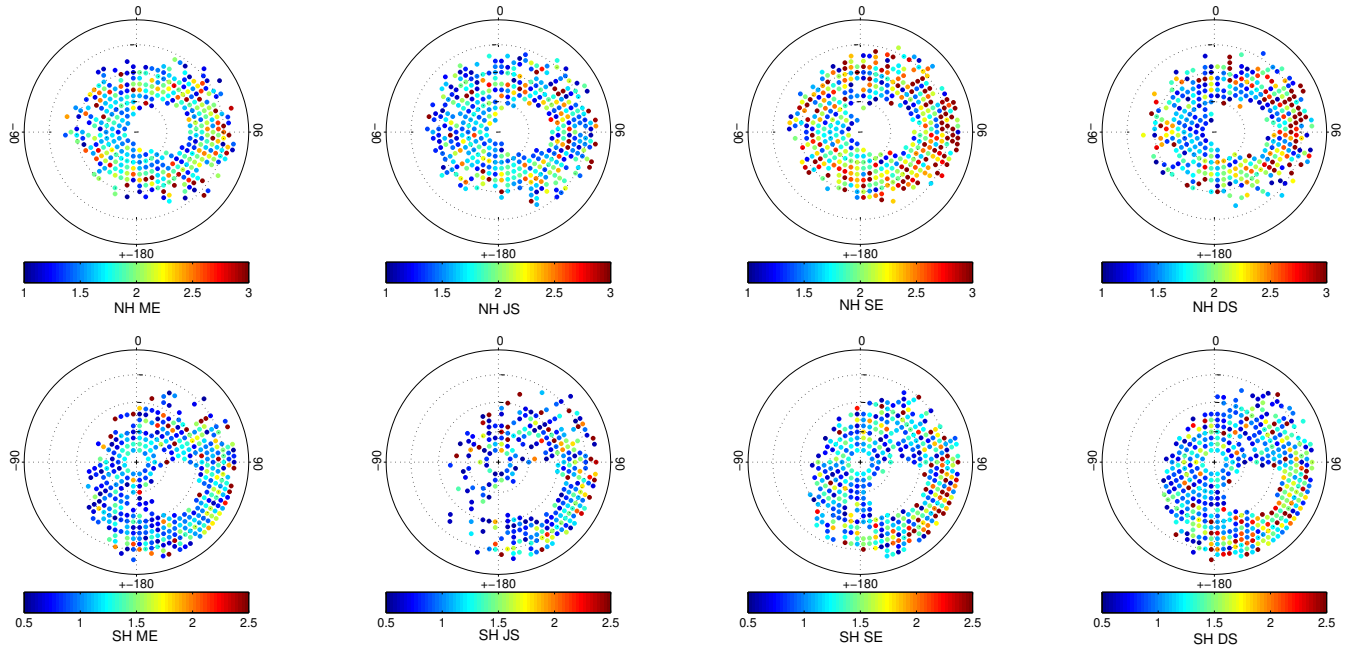 0 0 0 0
−90 90 −90 90 −90 90 −90 90
+−180 +−180 +−180 +−180
1 1.5 2 2.5 3 1 1.5 2 2.5 3 1 1.5 2 2.5 3 1 1.5 2 2.5 3
NH ME NH JS NH SE NH DS
0 0 0 0
−90 90 −90 90 −90 90 −90 90
+−180 +−180 +−180 +−180
0.5 1 1.5 2 2.5 0.5 1 1.5 2 2.5 0.5 1 1.5 2 2.5 0.5 1 1.5 2 2.5
SH ME SH JS SH SE SH DS